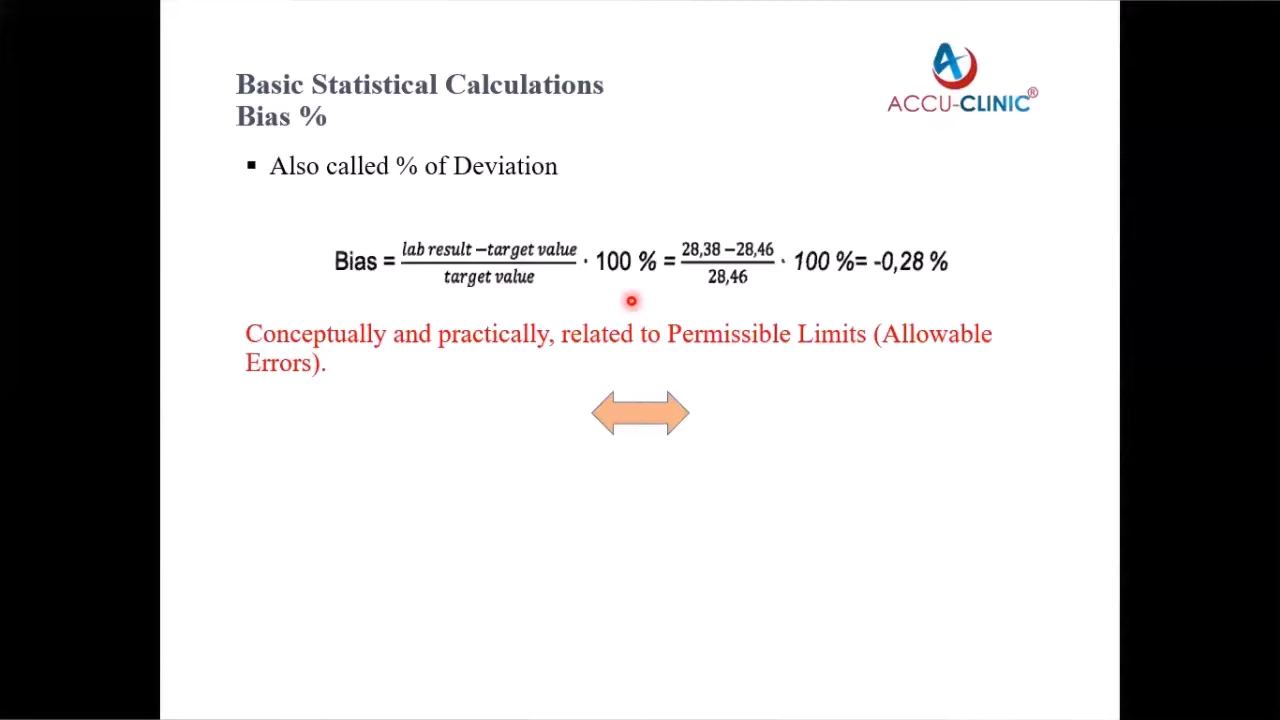 Basic Statistical Calculations
Bias %
ACCU-CLINIC®
▪ Also called % of Deviation
Bias = lab result −target value / target value · 100 % = 28,38 −28,46 / 28,46 · 100 %= -0,28 %
Conceptually and practically, related to Permissible Limits (Allowable
Errors).